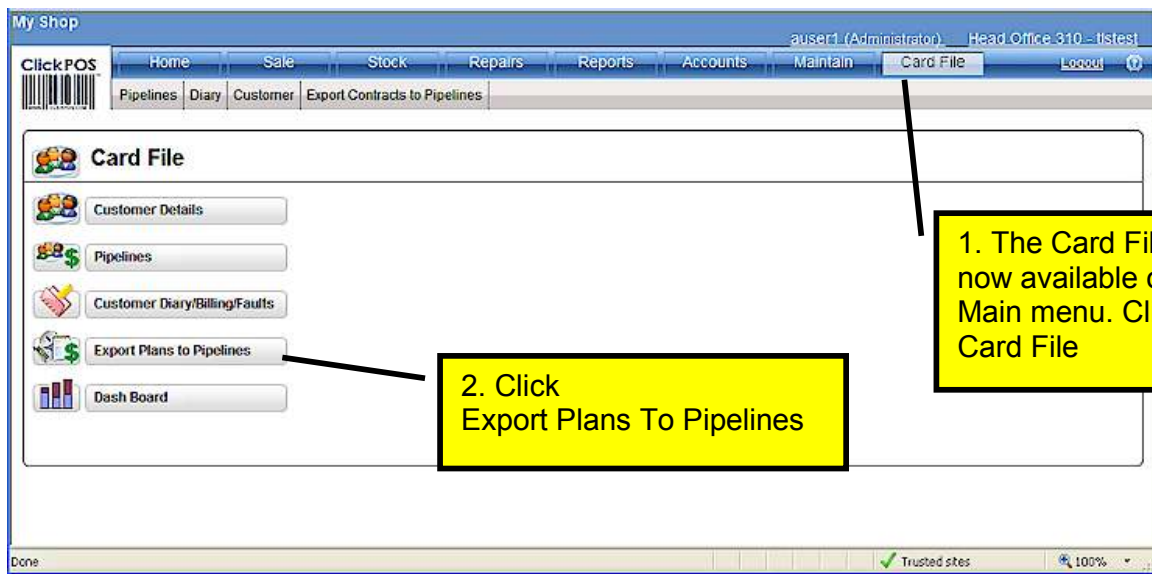 My Shop
auser1 (Administrator) Head Office 310 - tlstest
ClickPOS Home Sale Stock Repairs Reports Accounts Maintain Card File Logout
Pipelines Diary Customer Export Contracts to Pipelines
Card File
Customer Details
Pipelines
Customer Diary/Billing/Faults
Export Plans to Pipelines
Dash Board
1. The Card Fil
now available
Main menu. Cl
Card File
2. Click
Export Plans To Pipelines
Done Trusted sites 100%